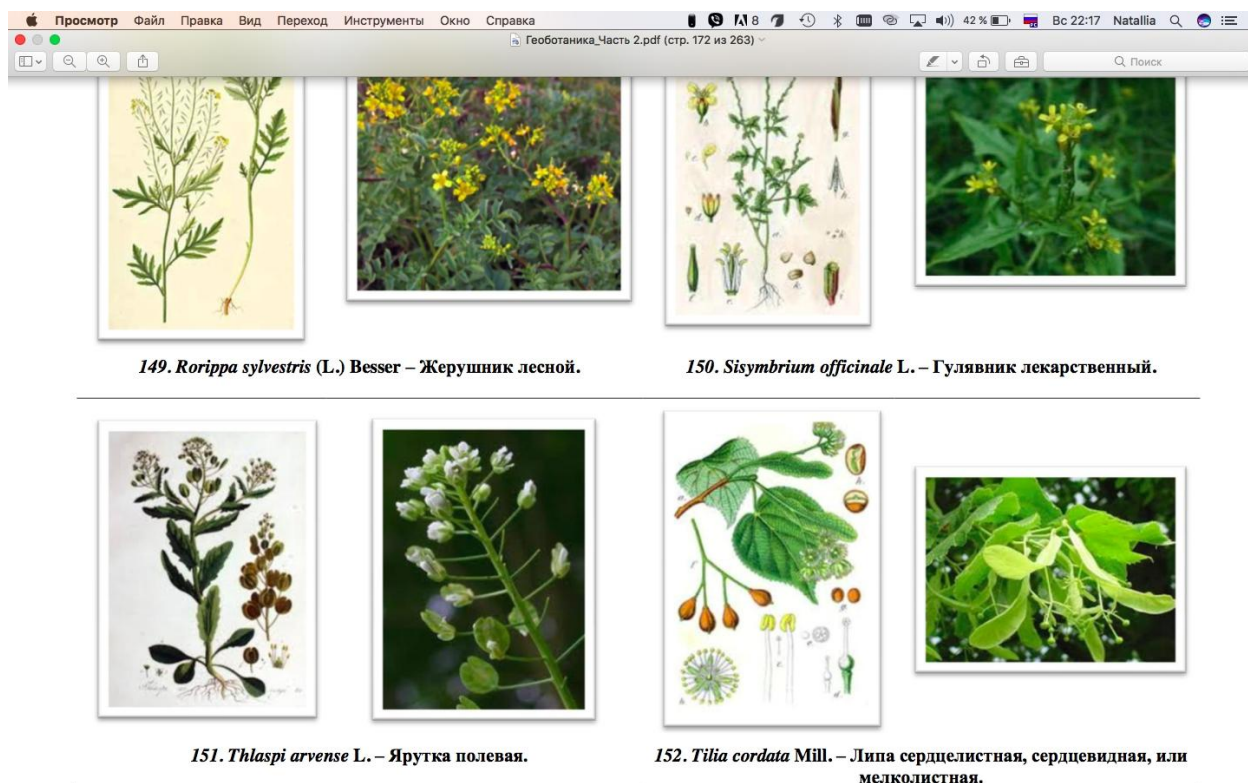 Просмотр Файл Правка Вид Переход Инструменты Окно Справка
8 42 % Вс 22:17 Natallia
Геоботаника_Часть 2.pdf (стр. 172 из 263)
Поиск
149. Rorippa sylvestris (L.) Besser – Жерушник лесной.
150. Sisymbrium officinale L. – Гулявник лекарственный.
151. Thlaspi arvense L. – Ярутка полевая.
152. Tilia cordata Mill. – Липа сердцелистная, сердцевидная, или
мелколистная.